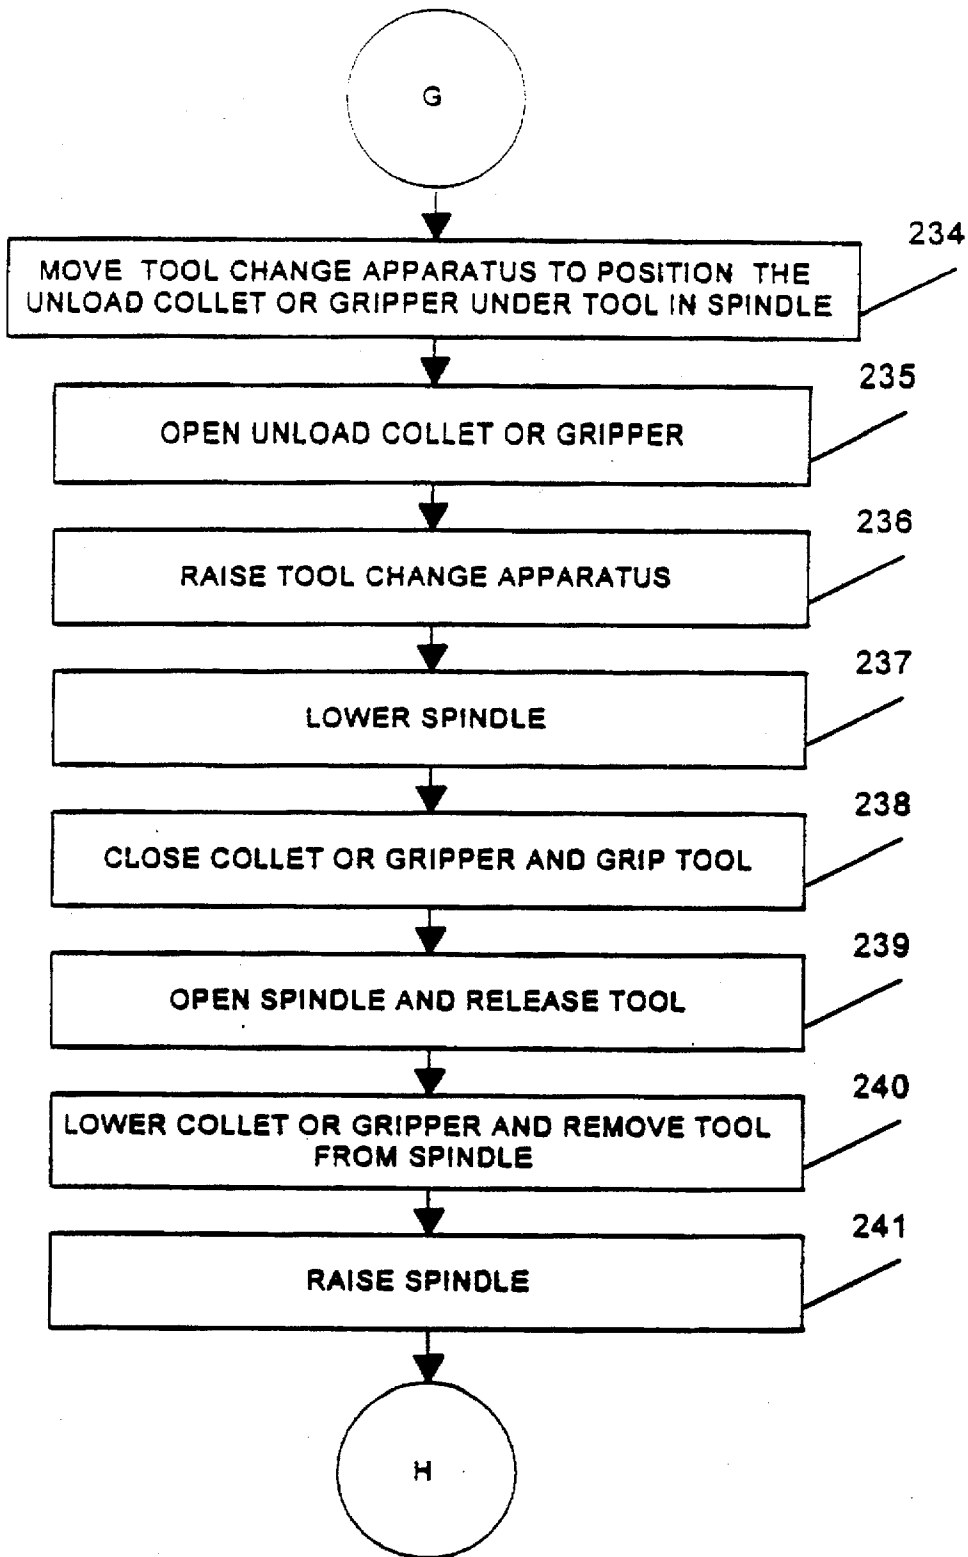 G
234
MOVE TOOL CHANGE APPARATUS TO POSITION THE
UNLOAD COLLET OR GRIPPER UNDER TOOL IN SPINDLE
235
OPEN UNLOAD COLLET OR GRIPPER
236
RAISE TOOL CHANGE APPARATUS
237
LOWER SPINDLE
238
CLOSE COLLET OR GRIPPER AND GRIP TOOL
239
OPEN SPINDLE AND RELEASE TOOL
240
LOWER COLLET OR GRIPPER AND REMOVE TOOL
FROM SPINDLE
241
RAISE SPINDLE
H